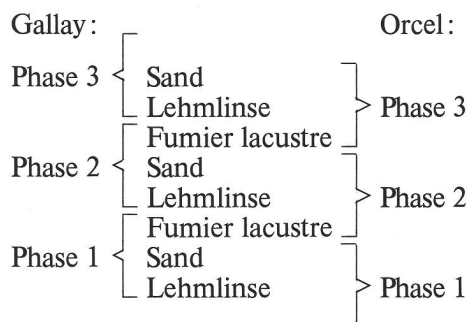 Gallay: Orcel:
Phase 3 Sand
Lehmlinse Phase 3
Fumier lacustre
Phase 2 Sand
Lehmlinse Phase 2
Fumier lacustre
Phase 1 Sand
Lehmlinse Phase 1